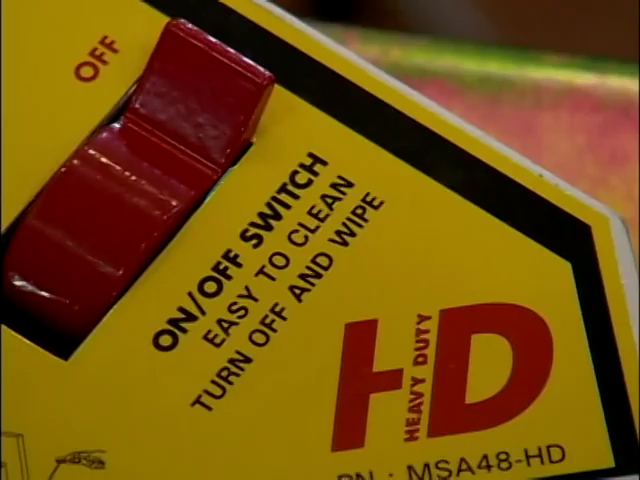 OFF
ON/OFF SWITCH
EASY TO CLEAN
TURN OFF AND WIPE
HD
HEAVY DUTY
PN : MSA48-HD